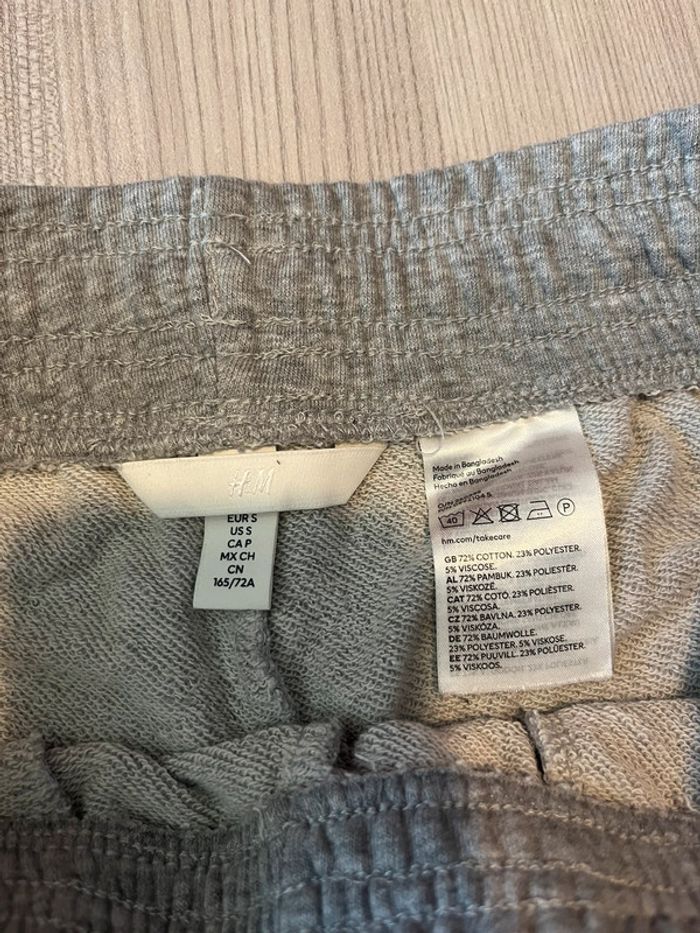 H&M
EUR S
US S
CA P
MX CH
CN
165/72A
Made in Bangladesh
Fabriqué au Bangladesh
Hecho en Bangladesh
40
P
hm.com/takecare
GB 72% COTTON. 23% POLYESTER.
5% VISCOSE.
AL 72% PAMBUK. 23% POLIESTËR.
5% VISKOZË.
CAT 72% COTÓ. 23% POLIÈSTER.
5% VISCOSA.
CZ 72% BAVLNA. 23% POLYESTER.
5% VISKÓZA.
DE 72% BAUMWOLLE.
23% POLYESTER. 5% VISKOSE.
EE 72% PUUVILL. 23% POLÜESTER.
5% VISKOOS.